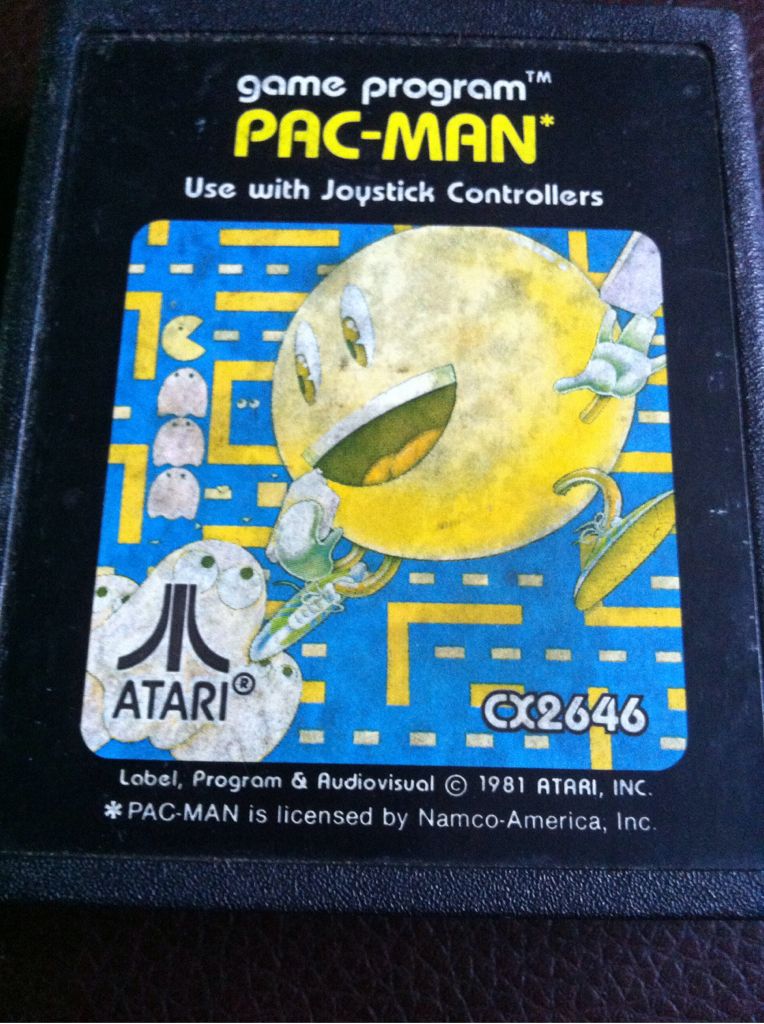 game program™
PAC-MAN*
Use with Joystick Controllers
ATARI®
CX2646
Label, Program & Audiovisual © 1981 ATARI, INC.
*PAC-MAN is licensed by Namco-America, Inc.